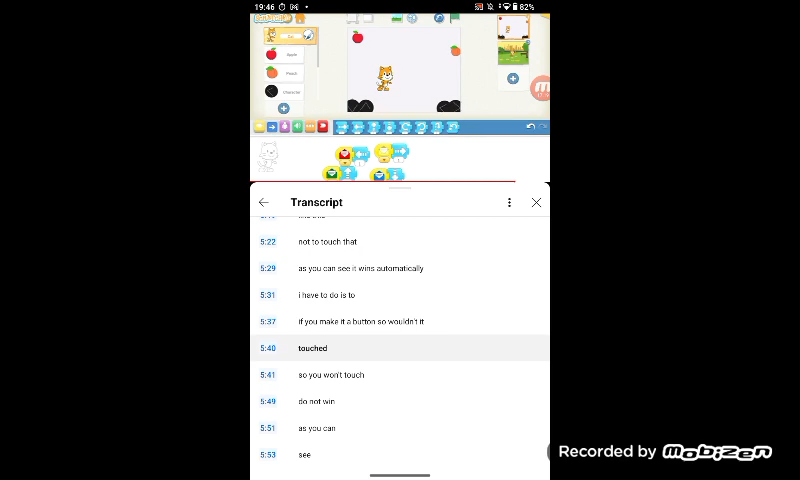 19:46
82%
Cat
Apple
Peach
Character
Transcript
5:22 not to touch that
5:29 as you can see it wins automatically
5:31 i have to do is to
5:37 if you make it a button so wouldn't it
5:40 touched
5:41 so you won't touch
5:49 do not win
5:51 as you can
5:53 see
Recorded by Mobizen